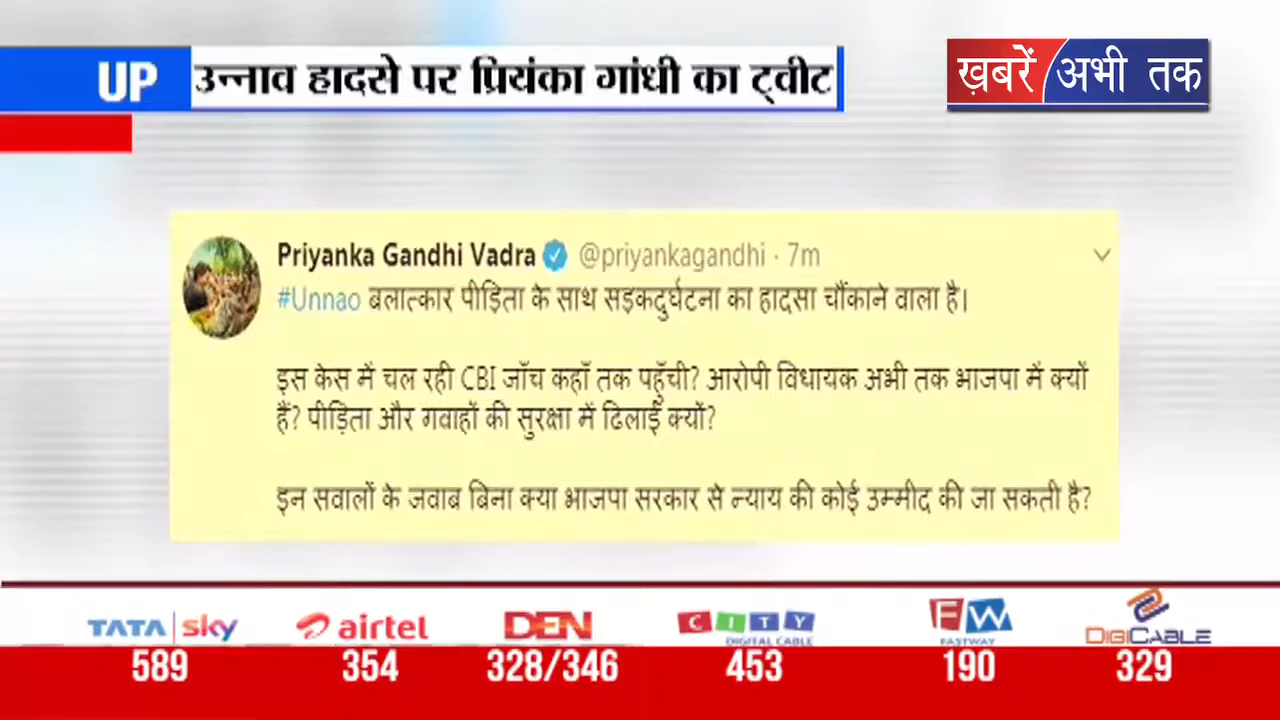 UP उन्नाव हादसे पर प्रियंका गांधी का ट्वीट
ख़बरें अभी तक
Priyanka Gandhi Vadra @priyankagandhi · 7m
#Unnao बलात्कार पीड़िता के साथ सड़कदुर्घटना का हादसा चौंकाने वाला है।
इस केस में चल रही CBI जाँच कहाँ तक पहुँची? आरोपी विधायक अभी तक भाजपा में क्यों
हैं? पीड़िता और गवाहों की सुरक्षा में ढिलाई क्यों?
इन सवालों के जवाब बिना क्या भाजपा सरकार से न्याय की कोई उम्मीद की जा सकती है?
TATA sky airtel DEN CITY FW DIGICABLE
DIGITAL CABLE FASTWAY
589 354 328/346 453 190 329